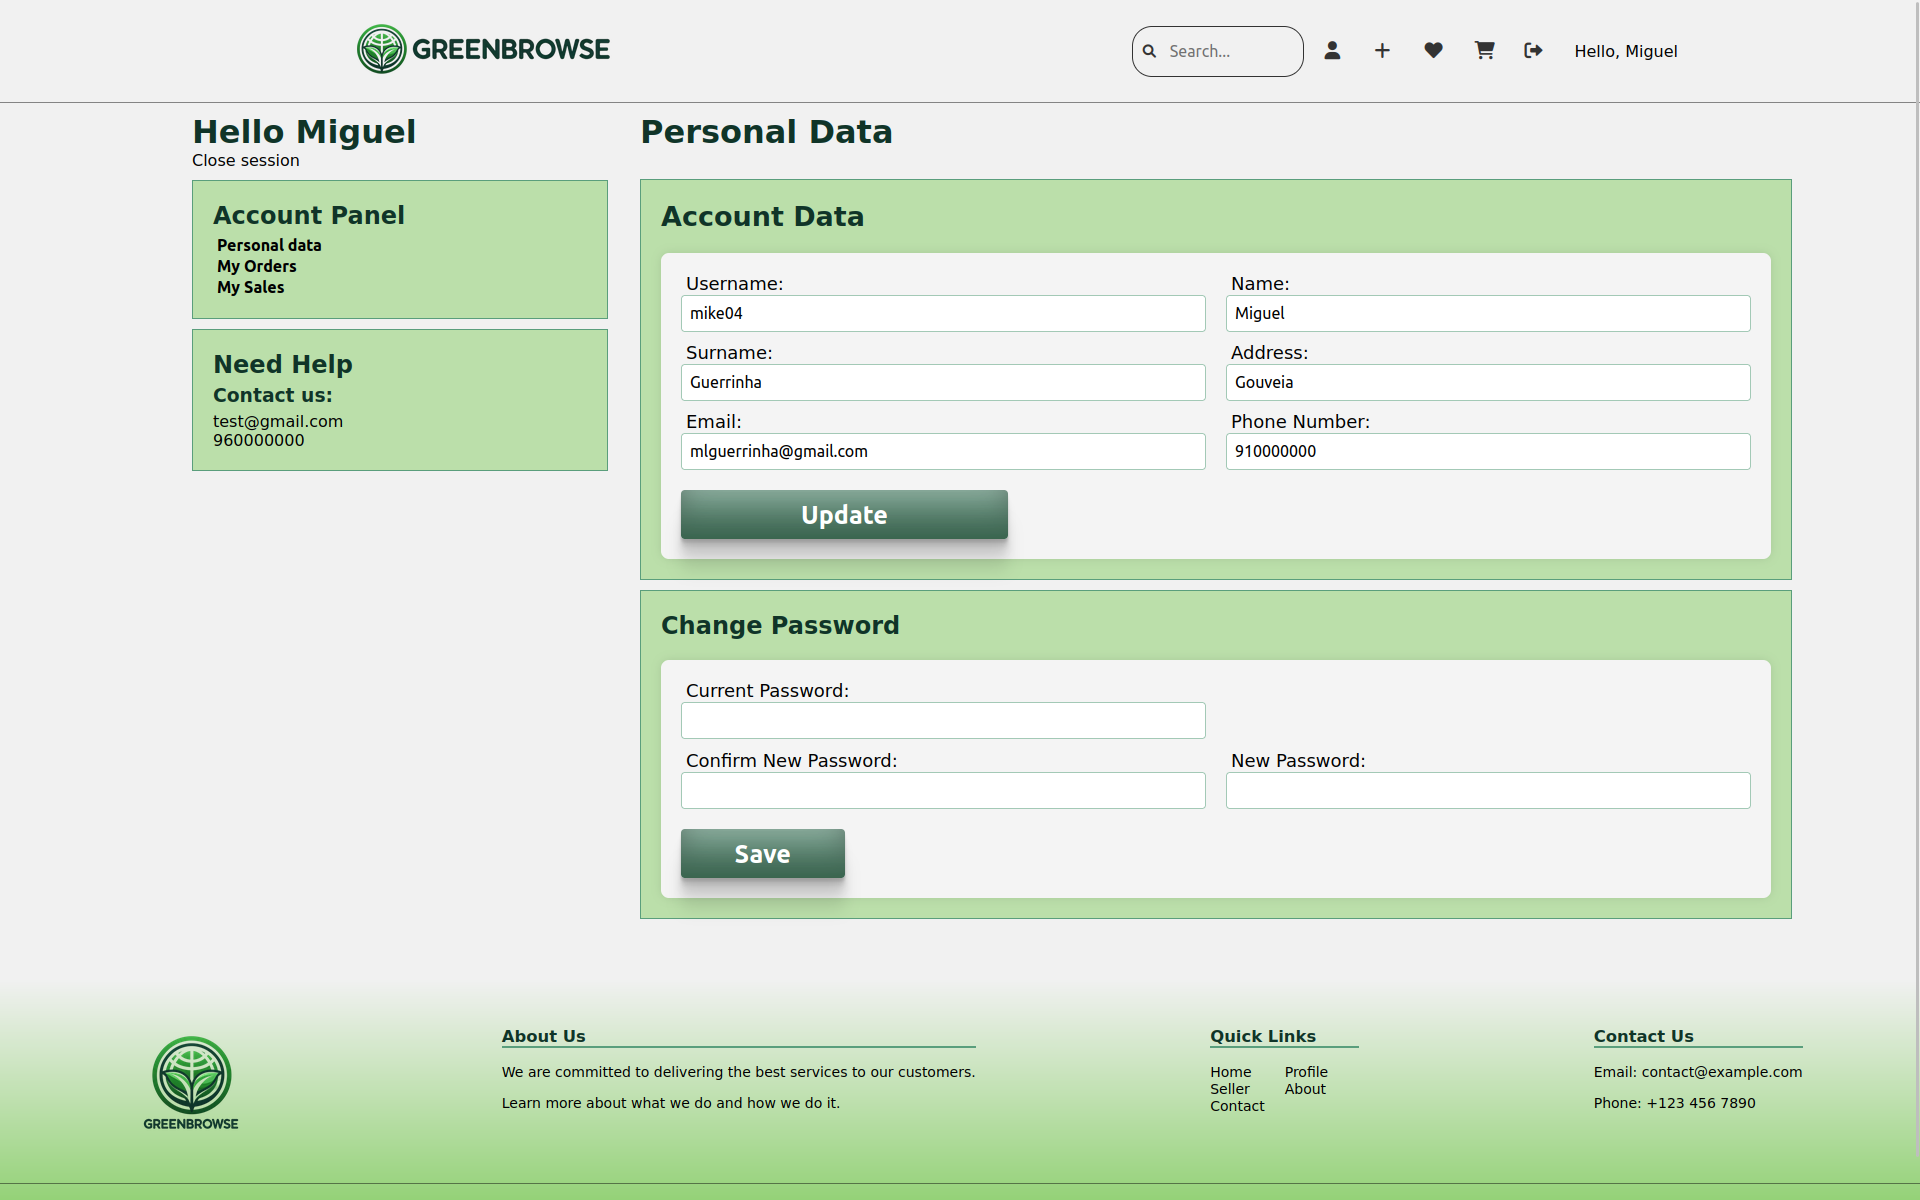 GREENBROWSE
Search...
Hello, Miguel
Hello Miguel
Close session
Account Panel
Personal data
My Orders
My Sales
Need Help
Contact us:
test@gmail.com
960000000
Personal Data
Account Data
Username:
Name:
mike04
Miguel
Surname:
Address:
Guerrinha
Gouveia
Email:
Phone Number:
mlguerrinha@gmail.com
910000000
Update
Change Password
Current Password:
Confirm New Password:
New Password:
Save
GREENBROWSE
About Us
We are committed to delivering the best services to our customers.
Learn more about what we do and how we do it.
Quick Links
Home
Profile
Seller
About
Contact
Contact Us
Email: contact@example.com
Phone: +123 456 7890